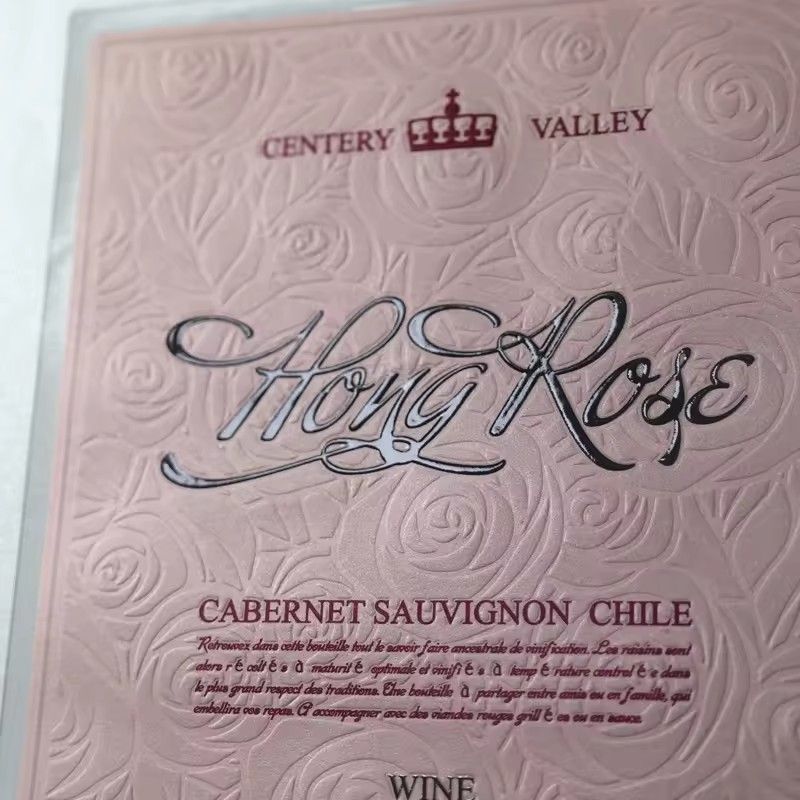 CENTERY VALLEY
Hong Rose
CABERNET SAUVIGNON CHILE
Retrouvez dans cette bouteille tout le savoir faire ancestrale de vinification. Les raisins sont
alors r é colt é s à maturit é optimale et vinifi é s à temp é rature control é e dans
le plus grand respect des traditions. Une bouteille à partager entre amis ou en famille, qui
embellira vos repas. A accompagner avec des viandes rouges grill é es ou en sauce.
WINE